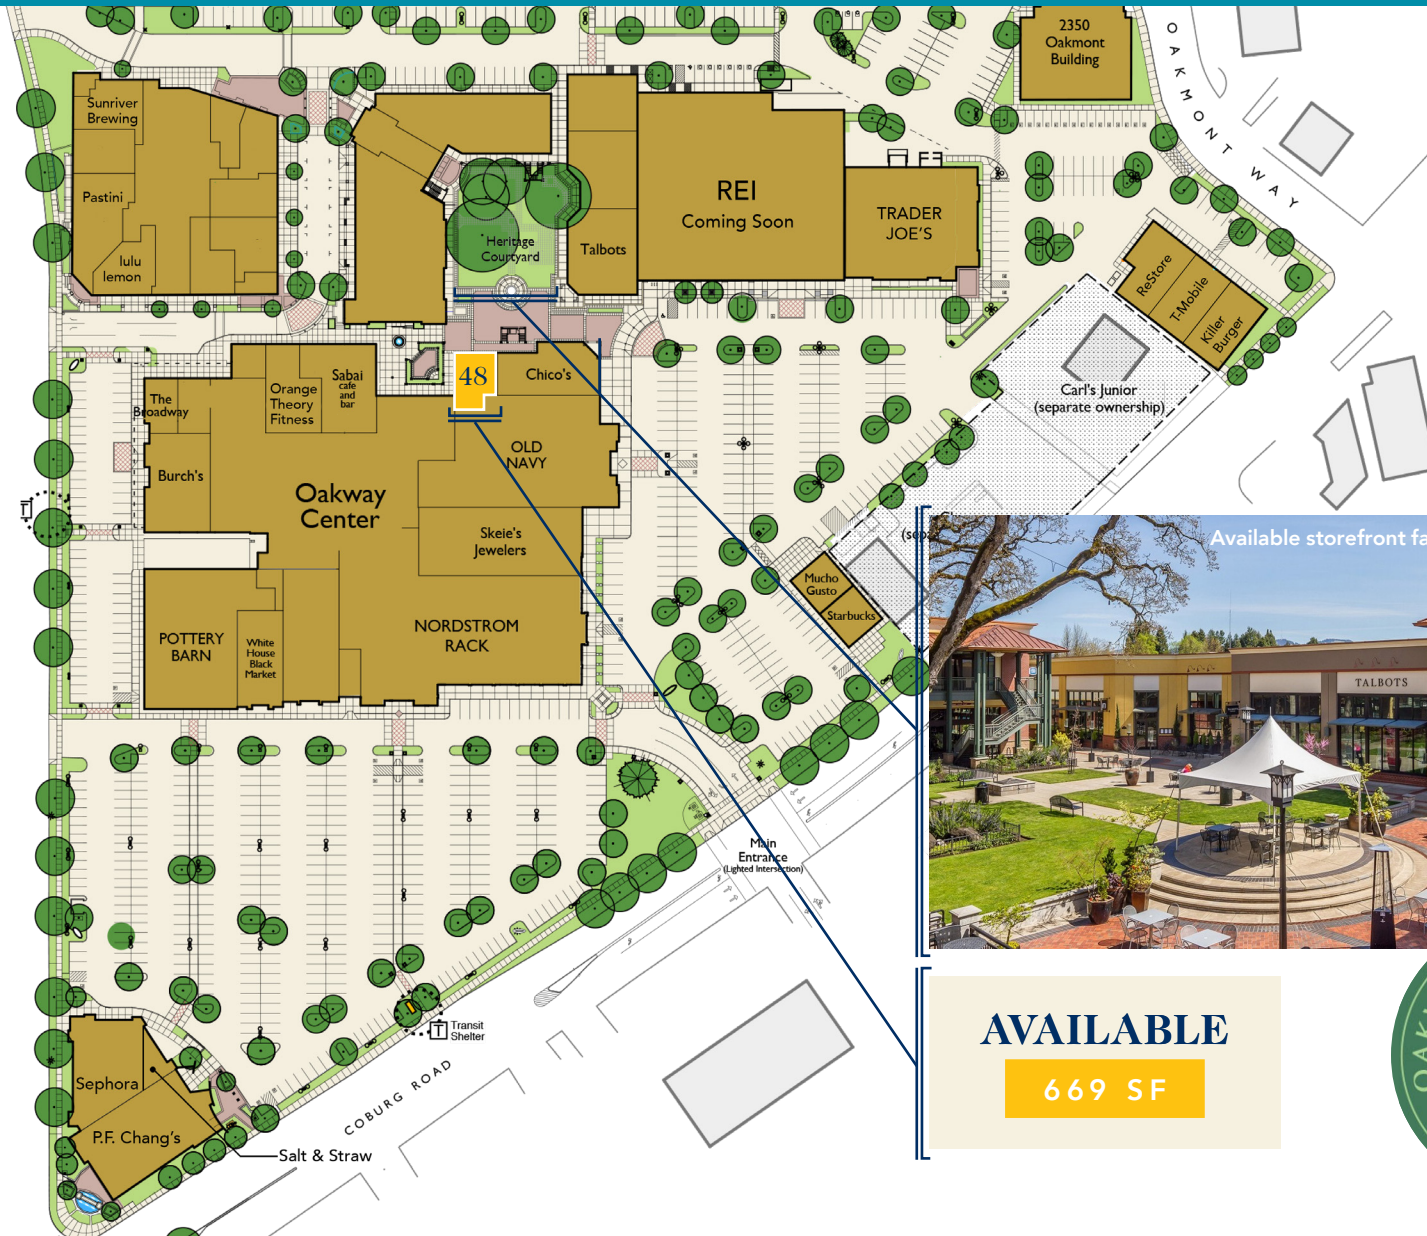 2350
Oakmont
Building
OAKMONT WAY
Sunriver
Brewing
Pastini
lulu
lemon
Heritage
Courtyard
Talbots
REI
Coming Soon
TRADER
JOE'S
ReStore
T-Mobile
Killer
Burger
Carl's Junior
(separate ownership)
48
Chico's
Sabai
cafe
and
bar
Orange
Theory
Fitness
The
Broadway
Burch's
OLD
NAVY
Oakway
Center
Skeie's
Jewelers
T
Mucho
Gusto
Starbucks
POTTERY
BARN
White
House
Black
Market
NORDSTROM
RACK
Available storefront
TALBOTS
Main
Entrance
(Lighted Intersection)
T
Transit
Shelter
COBURG ROAD
Sephora
P.F. Chang's
Salt & Straw
AVAILABLE
669 SF